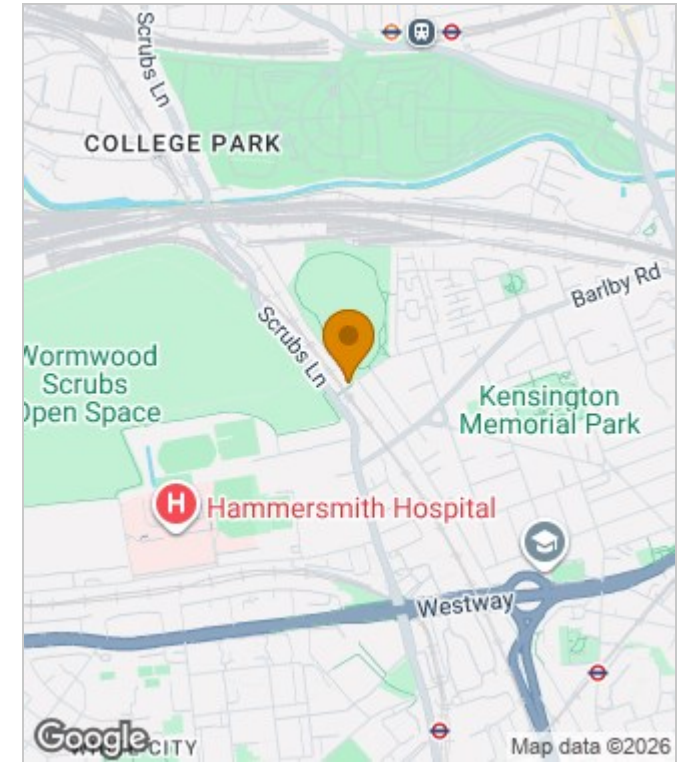 Scrubs Ln
COLLEGE PARK
Barlby Rd
Scrubs Ln
Wormwood
Scrubs
Open Space
Kensington
Memorial Park
H
Hammersmith Hospital
Westway
Google
CITY
Map data ©2026